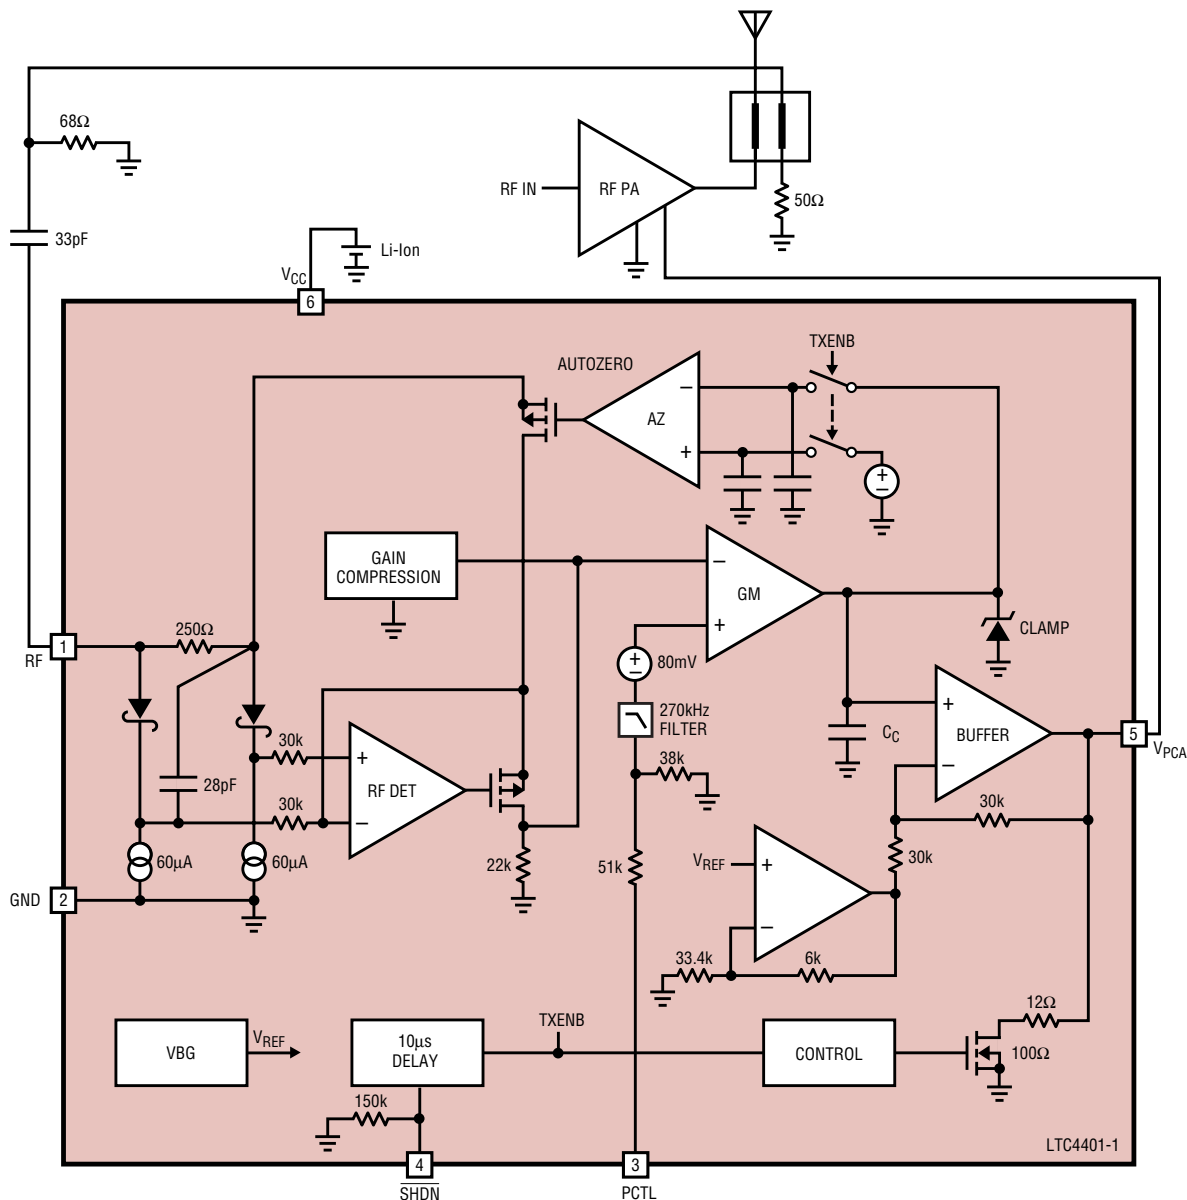 68Ω
RF IN
RF PA
50Ω
33pF
Li-Ion
VCC
6
TXENB
AUTOZERO
−
AZ
+
+
−
GAIN
COMPRESSION
−
GM
+
CLAMP
250Ω
1
RF
+
−
80mV
270kHz
FILTER
+
BUFFER
−
5
VPCA
CC
30k
+
RF DET
−
28pF
30k
38k
30k
60µA
60µA
22k
51k
VREF
+
−
30k
GND
2
33.4k
6k
VBG
VREF
10µs
DELAY
TXENB
CONTROL
12Ω
100Ω
150k
LTC4401-1
4
SHDN
3
PCTL